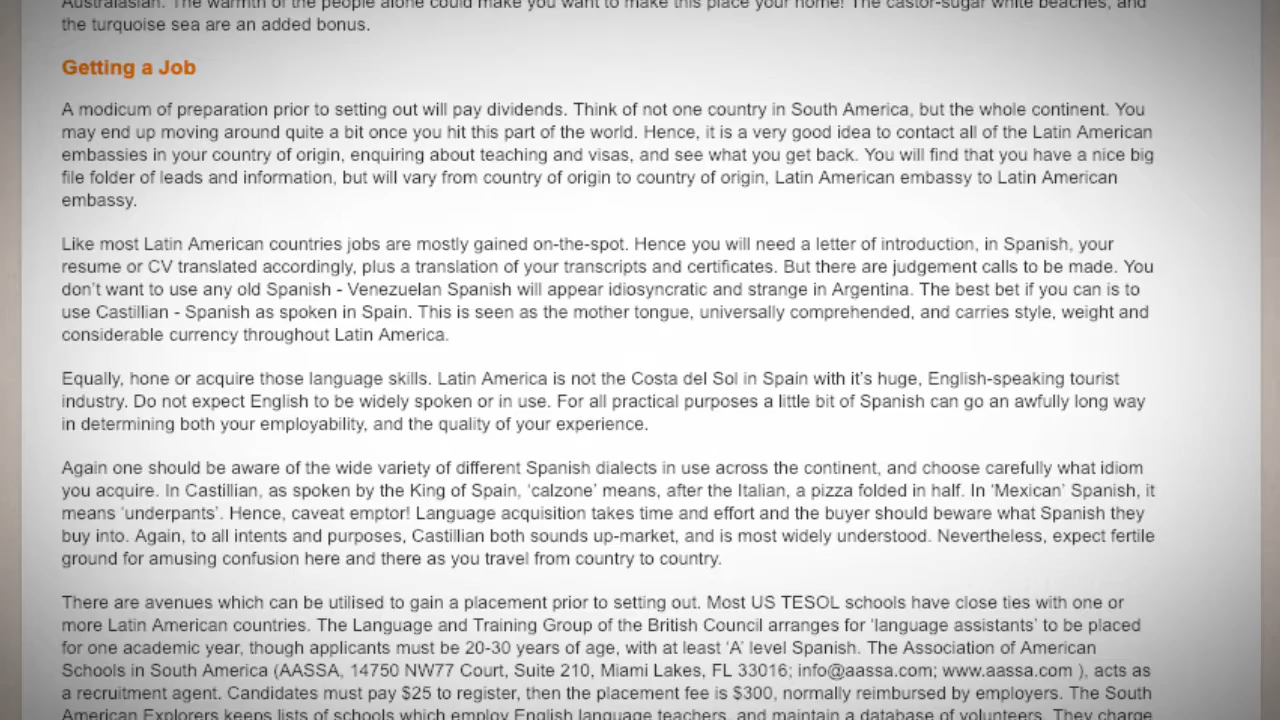 Australasian. The warmth of the people alone could make you want to make this place your home! The castor-sugar white beaches, and
the turquoise sea are an added bonus.
Getting a Job
A modicum of preparation prior to setting out will pay dividends. Think of not one country in South America, but the whole continent. You
may end up moving around quite a bit once you hit this part of the world. Hence, it is a very good idea to contact all of the Latin American
embassies in your country of origin, enquiring about teaching and visas, and see what you get back. You will find that you have a nice big
file folder of leads and information, but will vary from country of origin to country of origin, Latin American embassy to Latin American
embassy.
Like most Latin American countries jobs are mostly gained on-the-spot. Hence you will need a letter of introduction, in Spanish, your
resume or CV translated accordingly, plus a translation of your transcripts and certificates. But there are judgement calls to be made. You
don't want to use any old Spanish - Venezuelan Spanish will appear idiosyncratic and strange in Argentina. The best bet if you can is to
use Castillian - Spanish as spoken in Spain. This is seen as the mother tongue, universally comprehended, and carries style, weight and
considerable currency throughout Latin America.
Equally, hone or acquire those language skills. Latin America is not the Costa del Sol in Spain with it's huge, English-speaking tourist
industry. Do not expect English to be widely spoken or in use. For all practical purposes a little bit of Spanish can go an awfully long way
in determining both your employability, and the quality of your experience.
Again one should be aware of the wide variety of different Spanish dialects in use across the continent, and choose carefully what idiom
you acquire. In Castillian, as spoken by the King of Spain, 'calzone' means, after the Italian, a pizza folded in half. In 'Mexican' Spanish, it
means 'underpants'. Hence, caveat emptor! Language acquisition takes time and effort and the buyer should beware what Spanish they
buy into. Again, to all intents and purposes, Castillian both sounds up-market, and is most widely understood. Nevertheless, expect fertile
ground for amusing confusion here and there as you travel from country to country.
There are avenues which can be utilised to gain a placement prior to setting out. Most US TESOL schools have close ties with one or
more Latin American countries. The Language and Training Group of the British Council arranges for 'language assistants' to be placed
for one academic year, though applicants must be 20-30 years of age, with at least 'A' level Spanish. The Association of American
Schools in South America (AASSA, 14750 NW77 Court, Suite 210, Miami Lakes, FL 33016; info@aassa.com; www.aassa.com ), acts as
a recruitment agent. Candidates must pay $25 to register, then the placement fee is $300, normally reimbursed by employers. The South
American Explorers keeps lists of schools which employ English language teachers, and maintain a database of volunteers. They charge